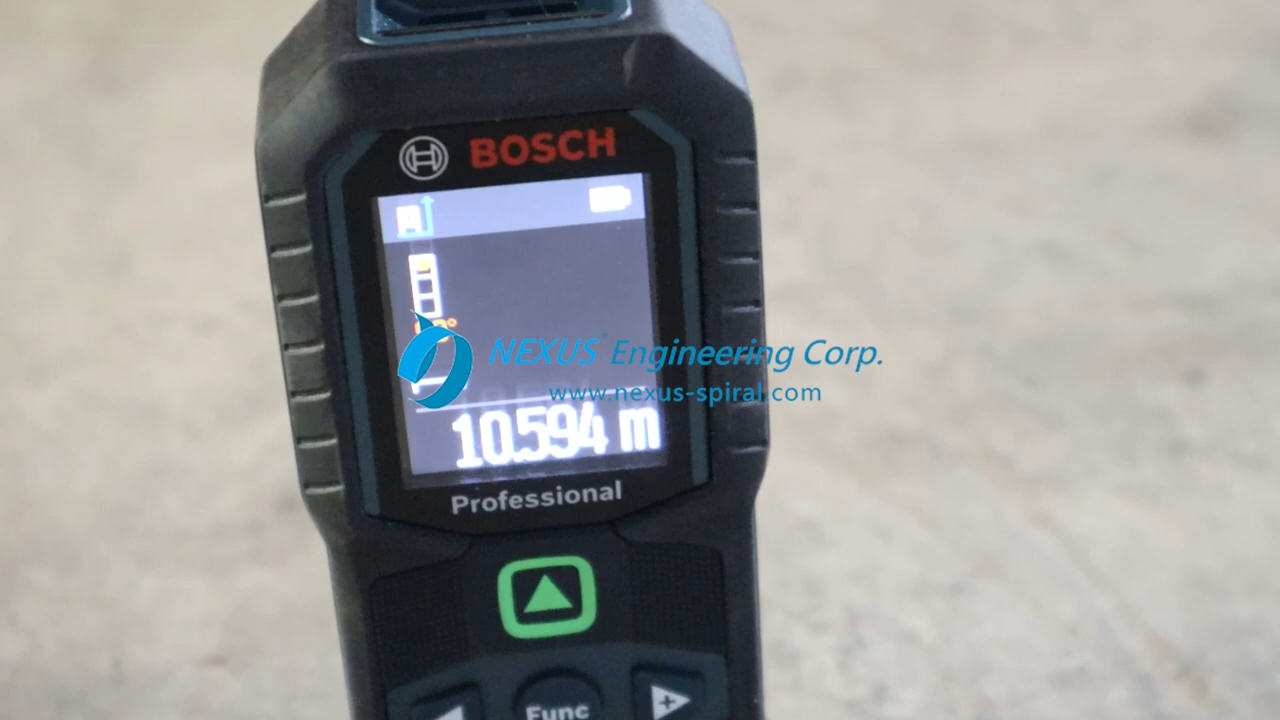 BOSCH
NEXUS Engineering Corp.
www.nexus-spiral.com
10.594 m
Professional
Func